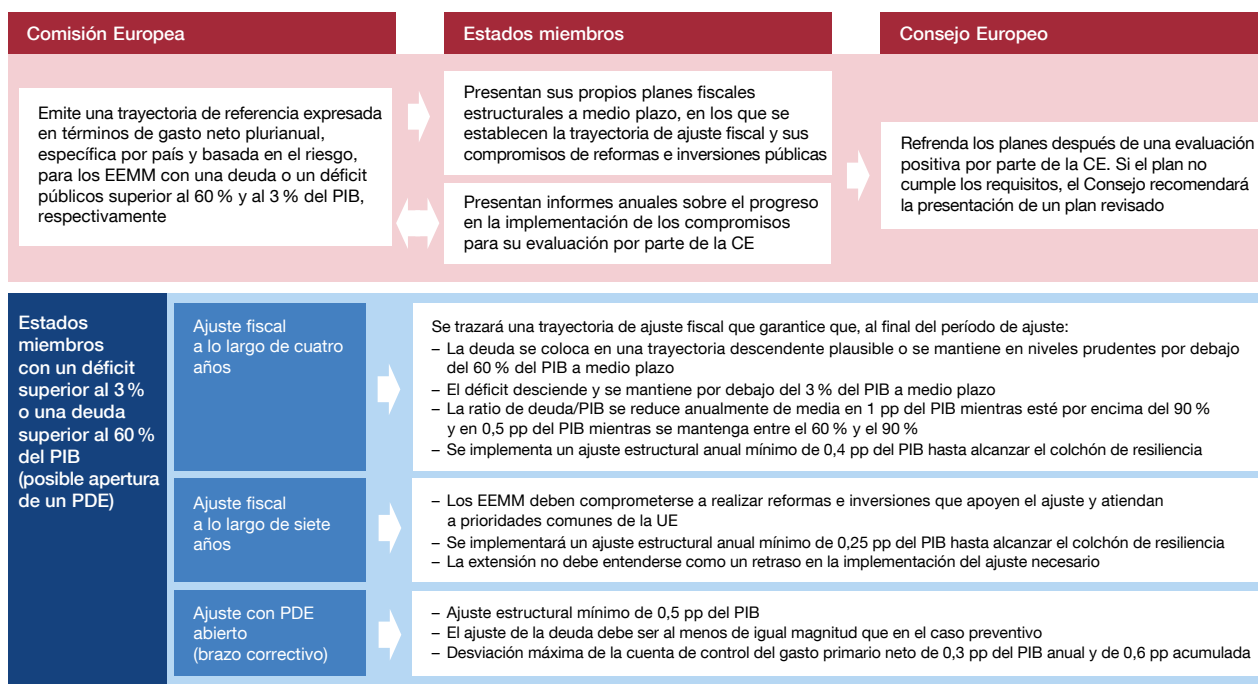 Comisión Europea
Emite una trayectoria de referencia expresada
en términos de gasto neto plurianual,
específica por país y basada en el riesgo,
para los EEMM con una deuda o un déficit
públicos superior al 60 % y al 3 % del PIB,
respectivamente
Estados miembros
Presentan sus propios planes fiscales
estructurales a medio plazo, en los que se
establecen la trayectoria de ajuste fiscal y sus
compromisos de reformas e inversiones públicas
Presentan informes anuales sobre el progreso
en la implementación de los compromisos
para su evaluación por parte de la CE
Consejo Europeo
Refrenda los planes después de una evaluación
positiva por parte de la CE. Si el plan no
cumple los requisitos, el Consejo recomendará
la presentación de un plan revisado
Estados
miembros
con un déficit
superior al 3 %
o una deuda
superior al 60 %
del PIB
(posible apertura
de un PDE)
Ajuste fiscal
a lo largo de cuatro
años
Se trazará una trayectoria de ajuste fiscal que garantice que, al final del período de ajuste:
– La deuda se coloca en una trayectoria descendente plausible o se mantiene en niveles prudentes por debajo
del 60 % del PIB a medio plazo
– El déficit desciende y se mantiene por debajo del 3 % del PIB a medio plazo
– La ratio de deuda/PIB se reduce anualmente de media en 1 pp del PIB mientras esté por encima del 90 %
y en 0,5 pp del PIB mientras se mantenga entre el 60 % y el 90 %
– Se implementa un ajuste estructural anual mínimo de 0,4 pp del PIB hasta alcanzar el colchón de resiliencia
Ajuste fiscal
a lo largo de siete
años
– Los EEMM deben comprometerse a realizar reformas e inversiones que apoyen el ajuste y atiendan
a prioridades comunes de la UE
– Se implementará un ajuste estructural anual mínimo de 0,25 pp del PIB hasta alcanzar el colchón de resiliencia
– La extensión no debe entenderse como un retraso en la implementación del ajuste necesario
Ajuste con PDE
abierto
(brazo correctivo)
– Ajuste estructural mínimo de 0,5 pp del PIB
– El ajuste de la deuda debe ser al menos de igual magnitud que en el caso preventivo
– Desviación máxima de la cuenta de control del gasto primario neto de 0,3 pp del PIB anual y de 0,6 pp acumulada